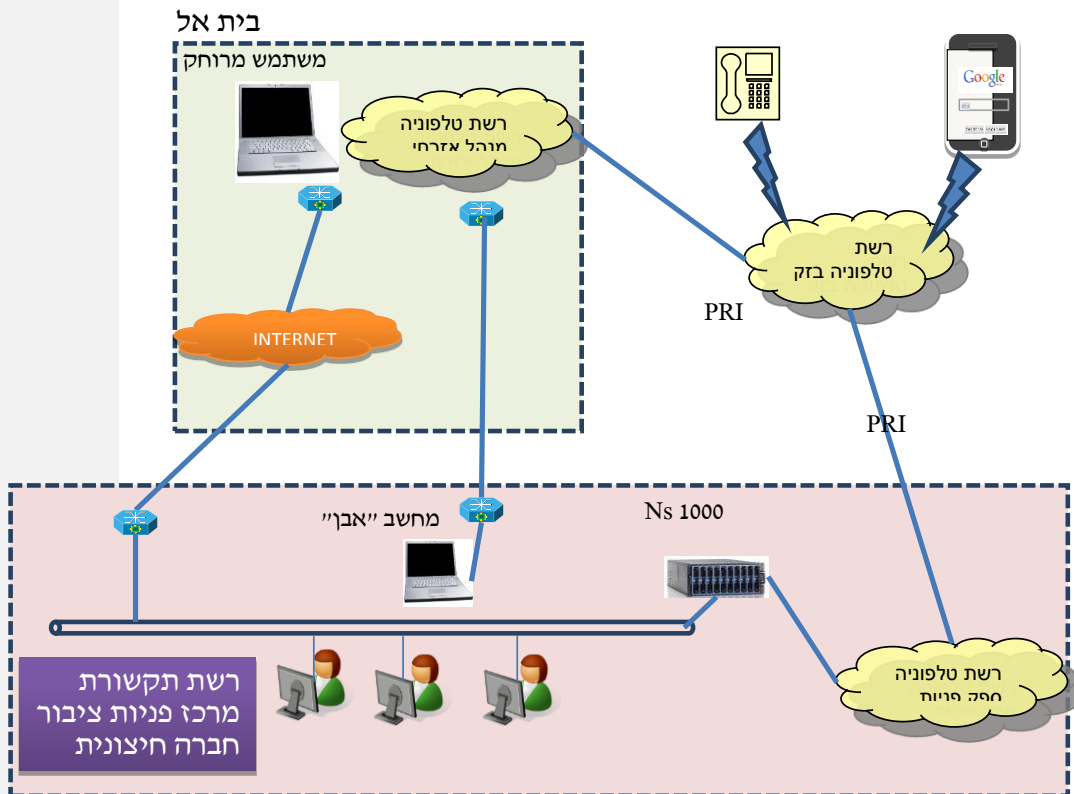 בית אל
משתמש מרוחק
רשת טלפוניה
מנהל אזרחי
Google
רשת
טלפוניה בזק
PRI
INTERNET
PRI
מחשב "אבן"
Ns 1000
רשת טלפוניה
ספק פניות
רשת תקשורת
מרכז פניות ציבור
חברה חיצונית